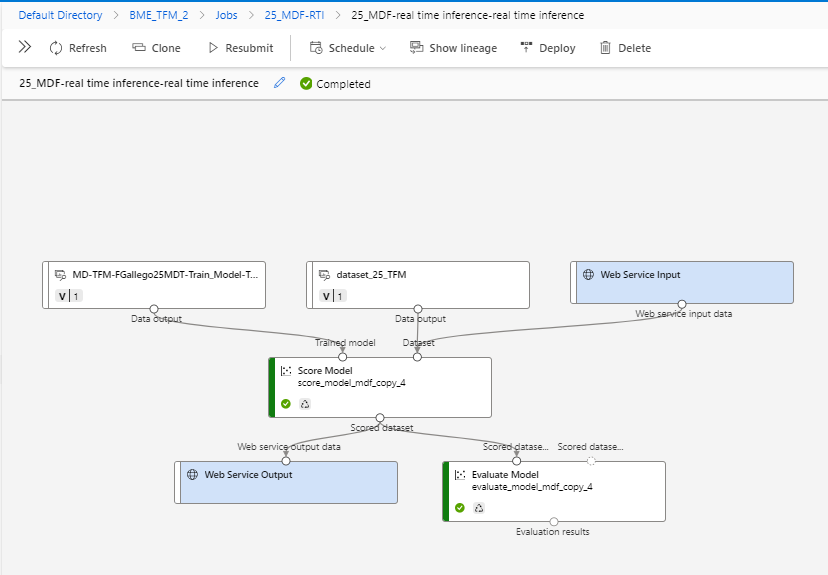 Default Directory > BME_TFM_2 > Jobs > 25_MDF-RTI > 25_MDF-real time inference-real time inference
Refresh Clone Resubmit Schedule Show lineage Deploy Delete
25_MDF-real time inference-real time inference Completed
MD-TFM-FGallego25MDT-Train_Model-T...
V 1
Data output
dataset_25_TFM
V 1
Data output
Web Service Input
Web service input data
Trained model
Dataset
Score Model
score_model_mdf_copy_4
Scored dataset
Web service output data
Web Service Output
Scored datase...
Scored datase...
Evaluate Model
evaluate_model_mdf_copy_4
Evaluation results